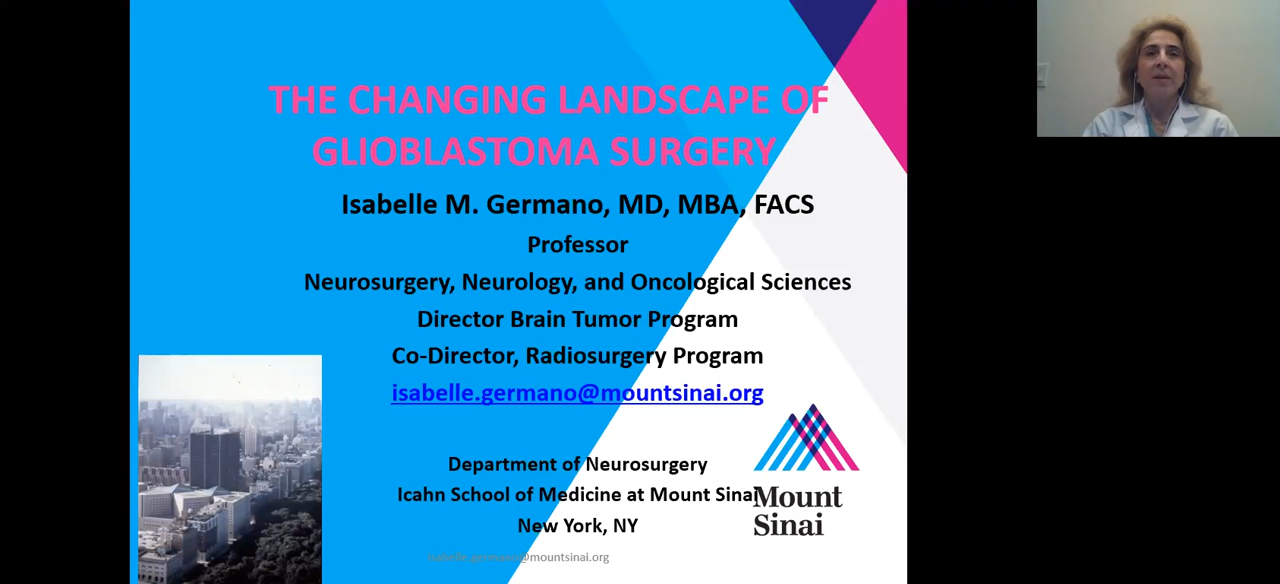 THE CHANGING LANDSCAPE OF
GLIOBLASTOMA SURGERY
Isabelle M. Germano, MD, MBA, FACS
Professor
Neurosurgery, Neurology, and Oncological Sciences
Director Brain Tumor Program
Co-Director, Radiosurgery Program
isabelle.germano@mountsinai.org
Department of Neurosurgery
Icahn School of Medicine at Mount Sinai
New York, NY
Mount
Sinai
isabelle.germano@mountsinai.org